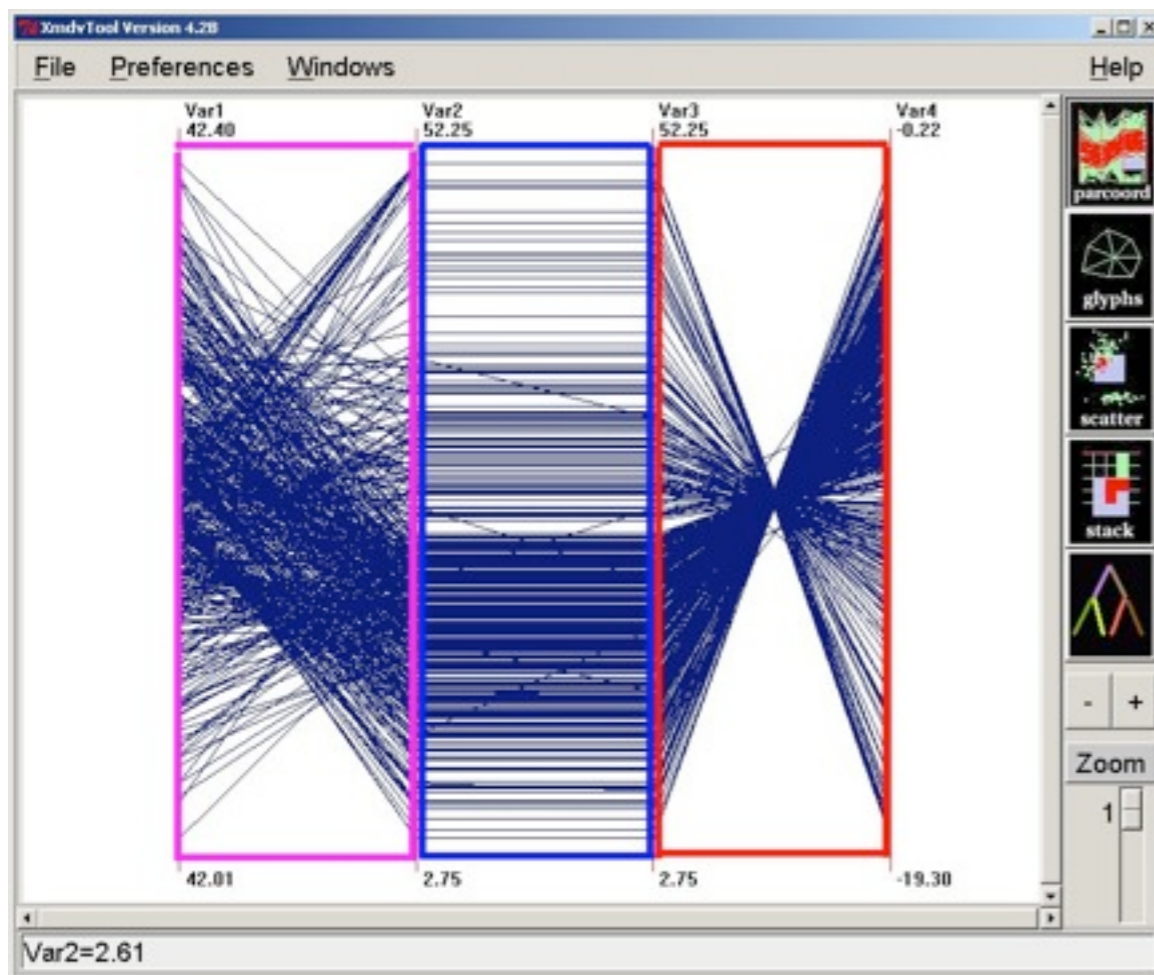 XmdvTool Version 4.2B
File Preferences Windows Help
Var1 Var2 Var3 Var4
42.40 52.25 52.25 -0.22
parcoord
glyphs
scatter
stack
- +
Zoom
1
42.01 2.75 2.75 -19.30
Var2=2.61